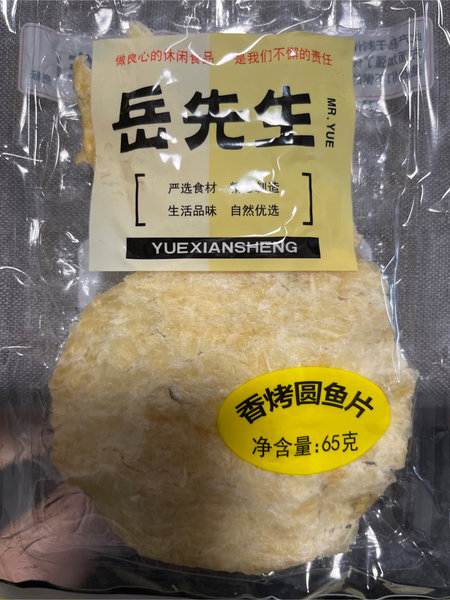 做良心的休闲食品 是我们不懈的责任
岳先生
MR. YUE
严选食材
生活品味 自然优选
YUEXIANSHENG
香烤圆鱼片
净含量:65克